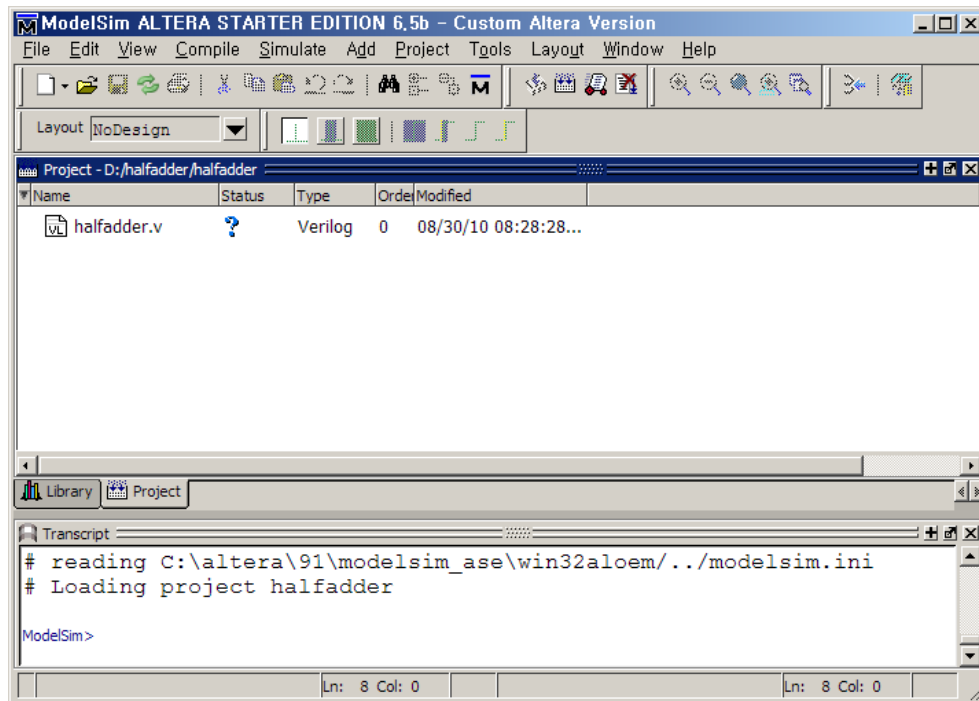 ModelSim ALTERA STARTER EDITION 6.5b - Custom Altera Version
File Edit View Compile Simulate Add Project Tools Layout Window Help
Layout NoDesign
Project - D:/halfadder/halfadder
Name Status Type Order Modified
halfadder.v ? Verilog 0 08/30/10 08:28:28...
Library Project
Transcript
# reading C:\altera\91\modelsim_ase\win32aloem/../modelsim.ini
# Loading project halfadder
ModelSim>
Ln: 8 Col: 0 Ln: 8 Col: 0